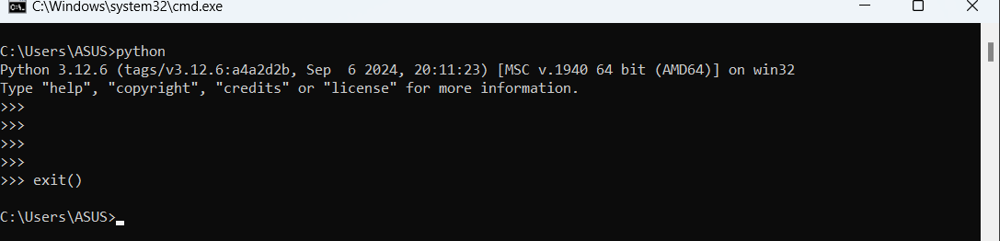 C:\Windows\system32\cmd.exe
C:\Users\ASUS>python
Python 3.12.6 (tags/v3.12.6:a4a2d2b, Sep  6 2024, 20:11:23) [MSC v.1940 64 bit (AMD64)] on win32
Type "help", "copyright", "credits" or "license" for more information.
>>>
>>>
>>>
>>>
>>> exit()
C:\Users\ASUS>